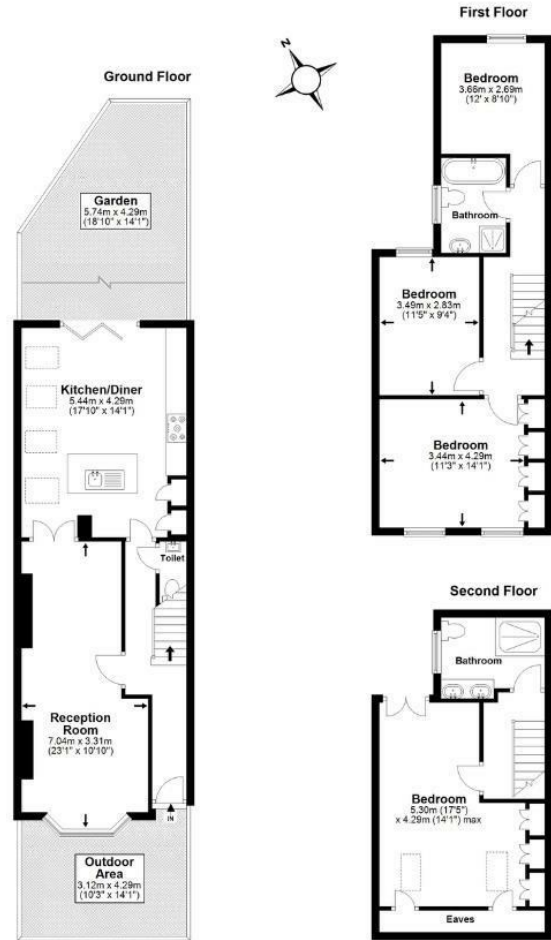 First Floor
N
Ground Floor
Bedroom
3.66m x 2.69m
(12' x 8'10")
Garden
5.74m x 4.29m
(18'10" x 14'1")
Bathroom
Bedroom
3.49m x 2.83m
(11'5" x 9'4")
Kitchen/Diner
5.44m x 4.29m
(17'10" x 14'1")
Bedroom
3.44m x 4.29m
(11'3" x 14'1")
Toilet
Second Floor
Bathroom
Reception
Room
7.04m x 3.31m
(23'1" x 10'10")
IN
Bedroom
5.30m (17'5")
x 4.29m (14'1") max
Outdoor
Area
3.12m x 4.29m
(10'3" x 14'1")
Eaves